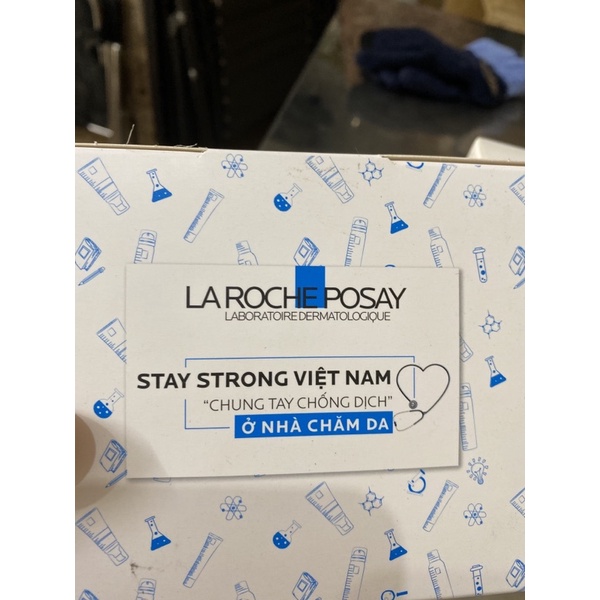 LA ROCHE POSAY
LABORATOIRE DERMATOLOGIQUE
STAY STRONG VIỆT NAM
“CHUNG TAY CHỐNG DỊCH”
Ở NHÀ CHĂM DA